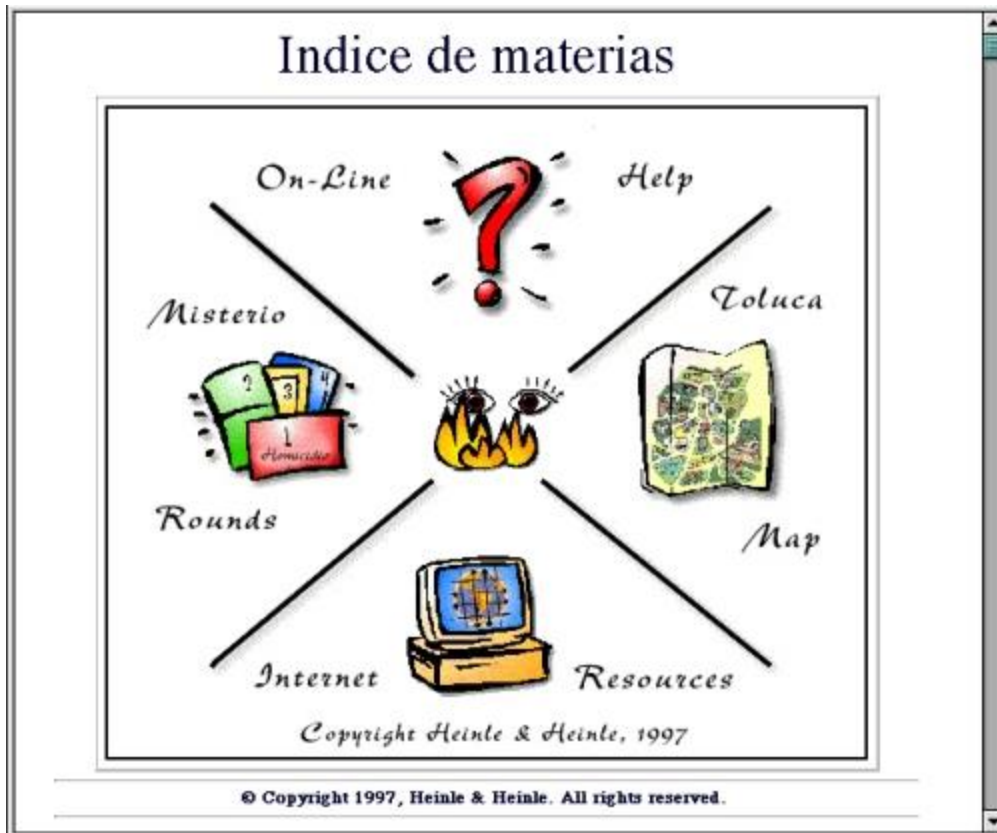 Indice de materias
On-Line Help
Misterio
Toluca
2 3 4
1
Homicidio
Rounds
Map
Internet Resources
Copyright Heinle & Heinle, 1997
© Copyright 1997, Heinle & Heinle. All rights reserved.